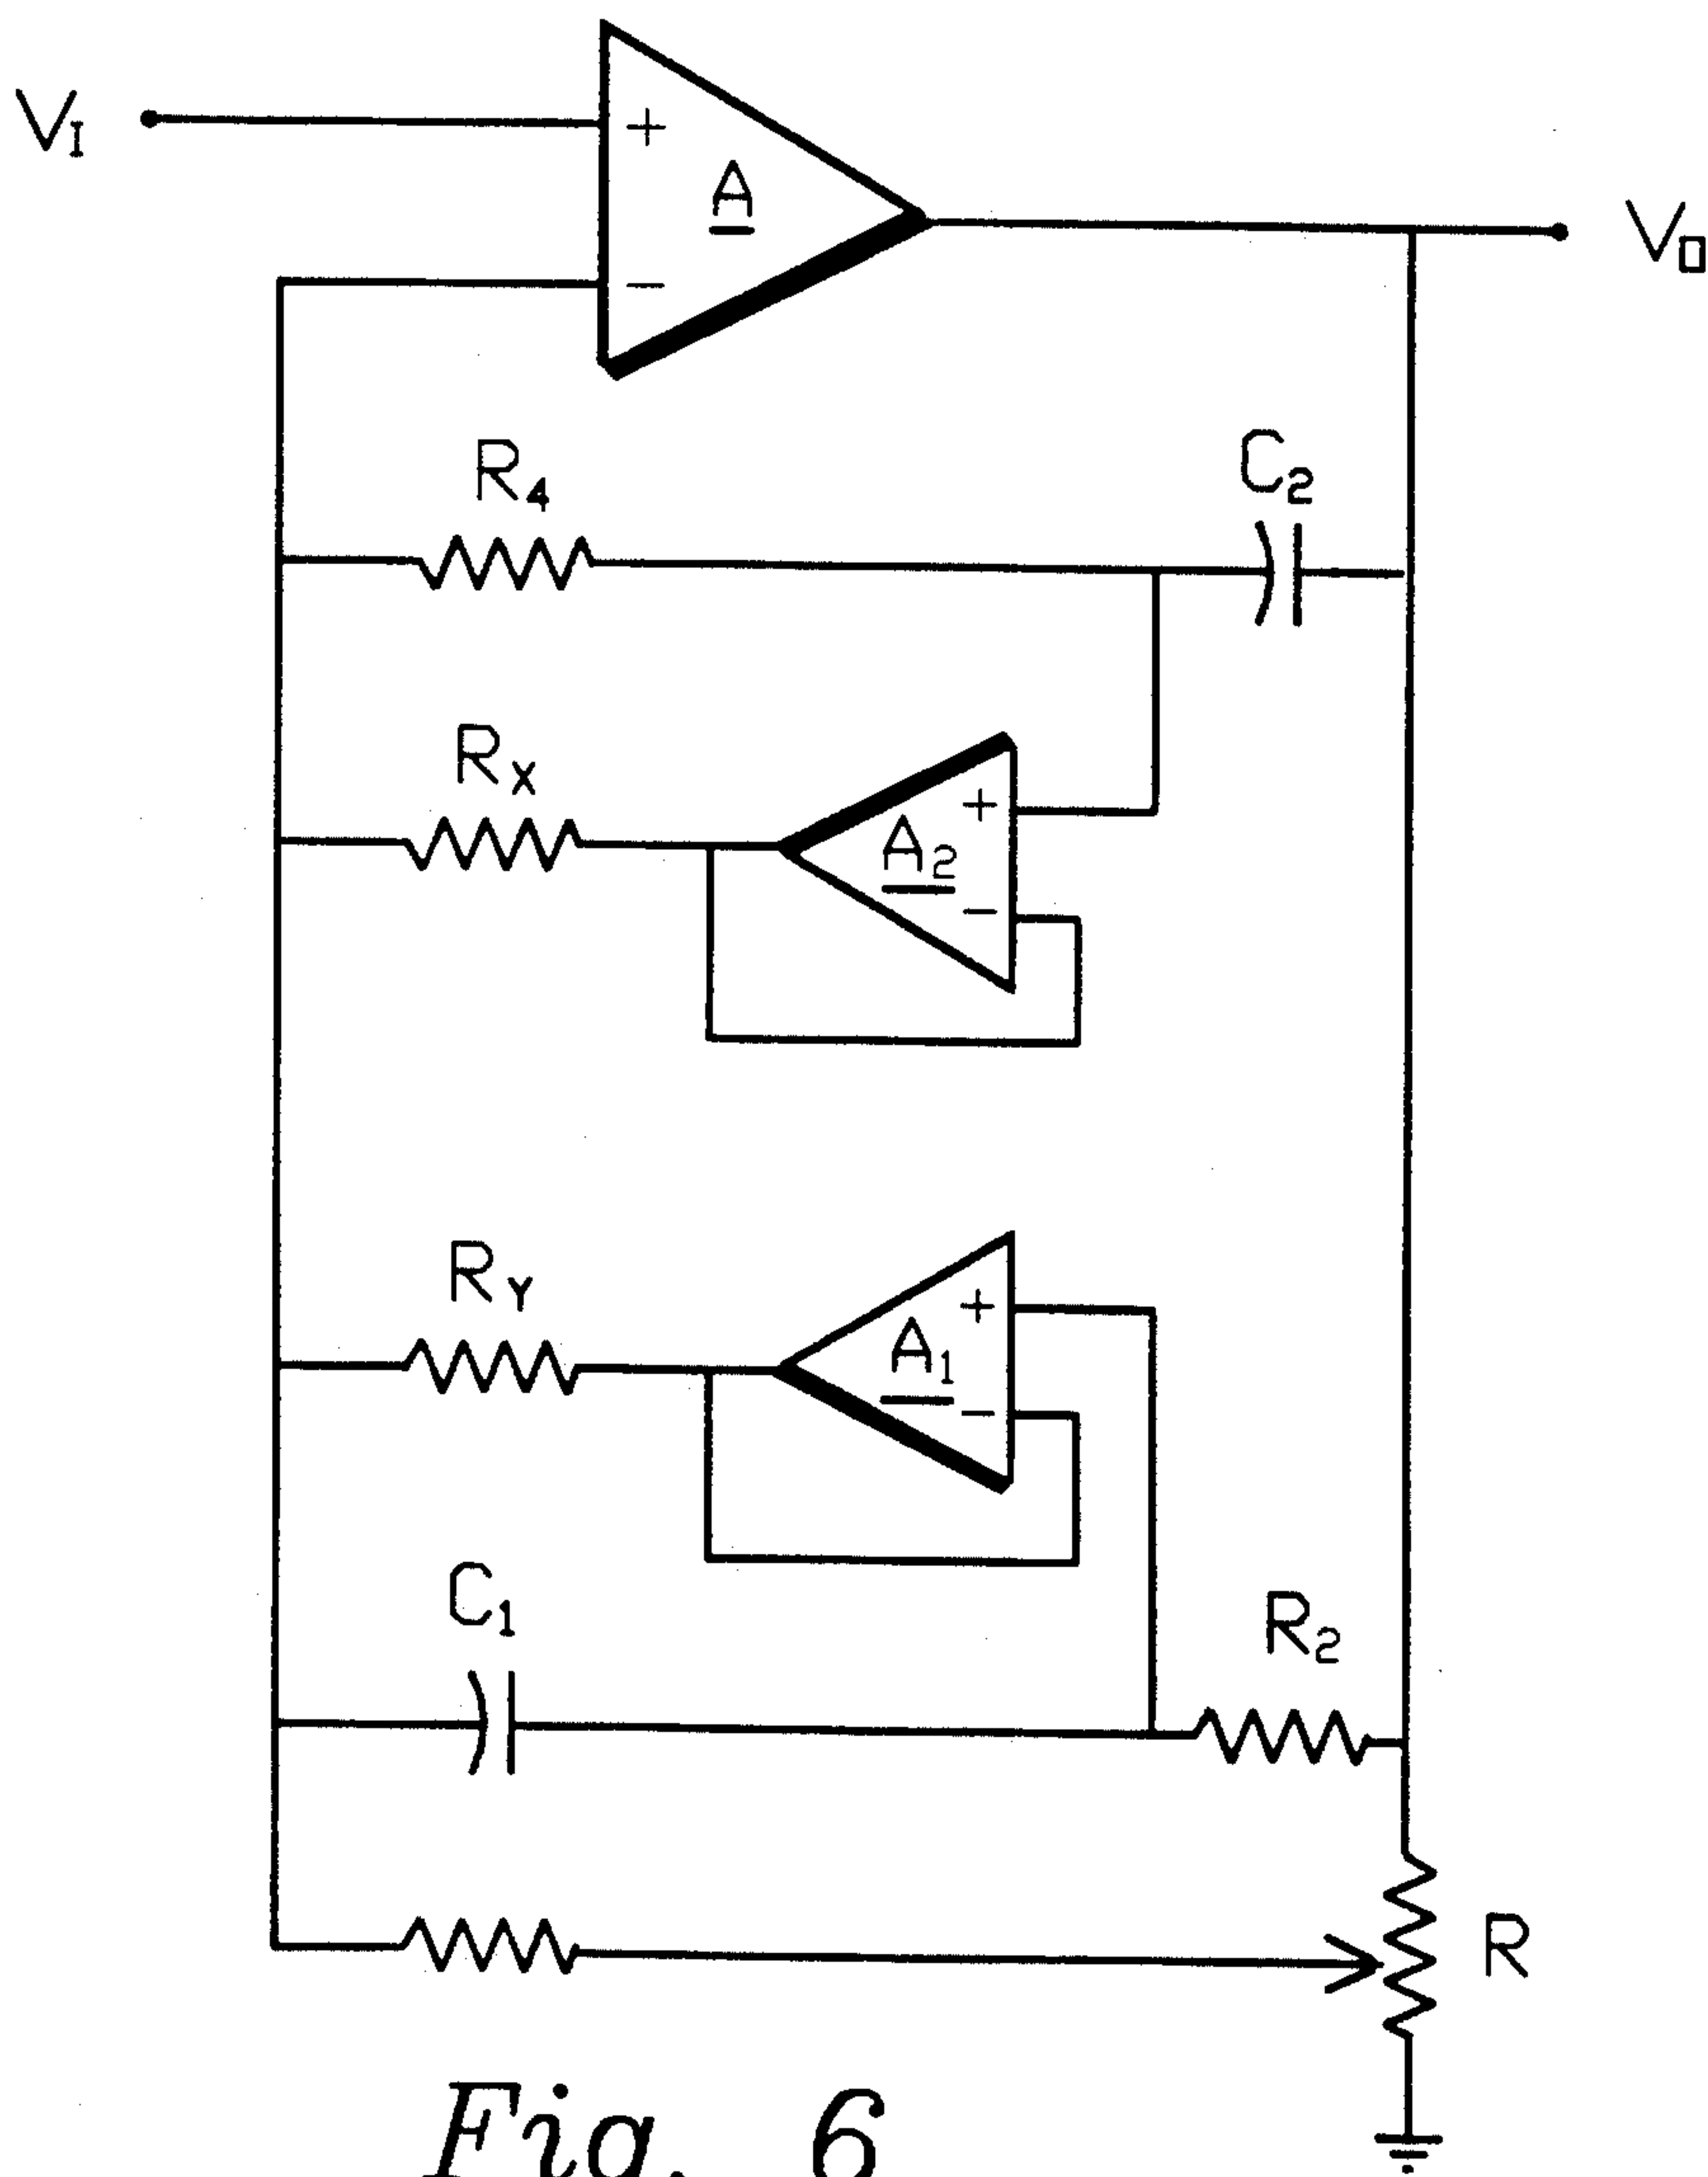 V_I
+
A
−
V_O
R_4
C_2
R_X
+
A_2
−
R_Y
+
A_1
−
C_1
R_2
R
Fig. 6